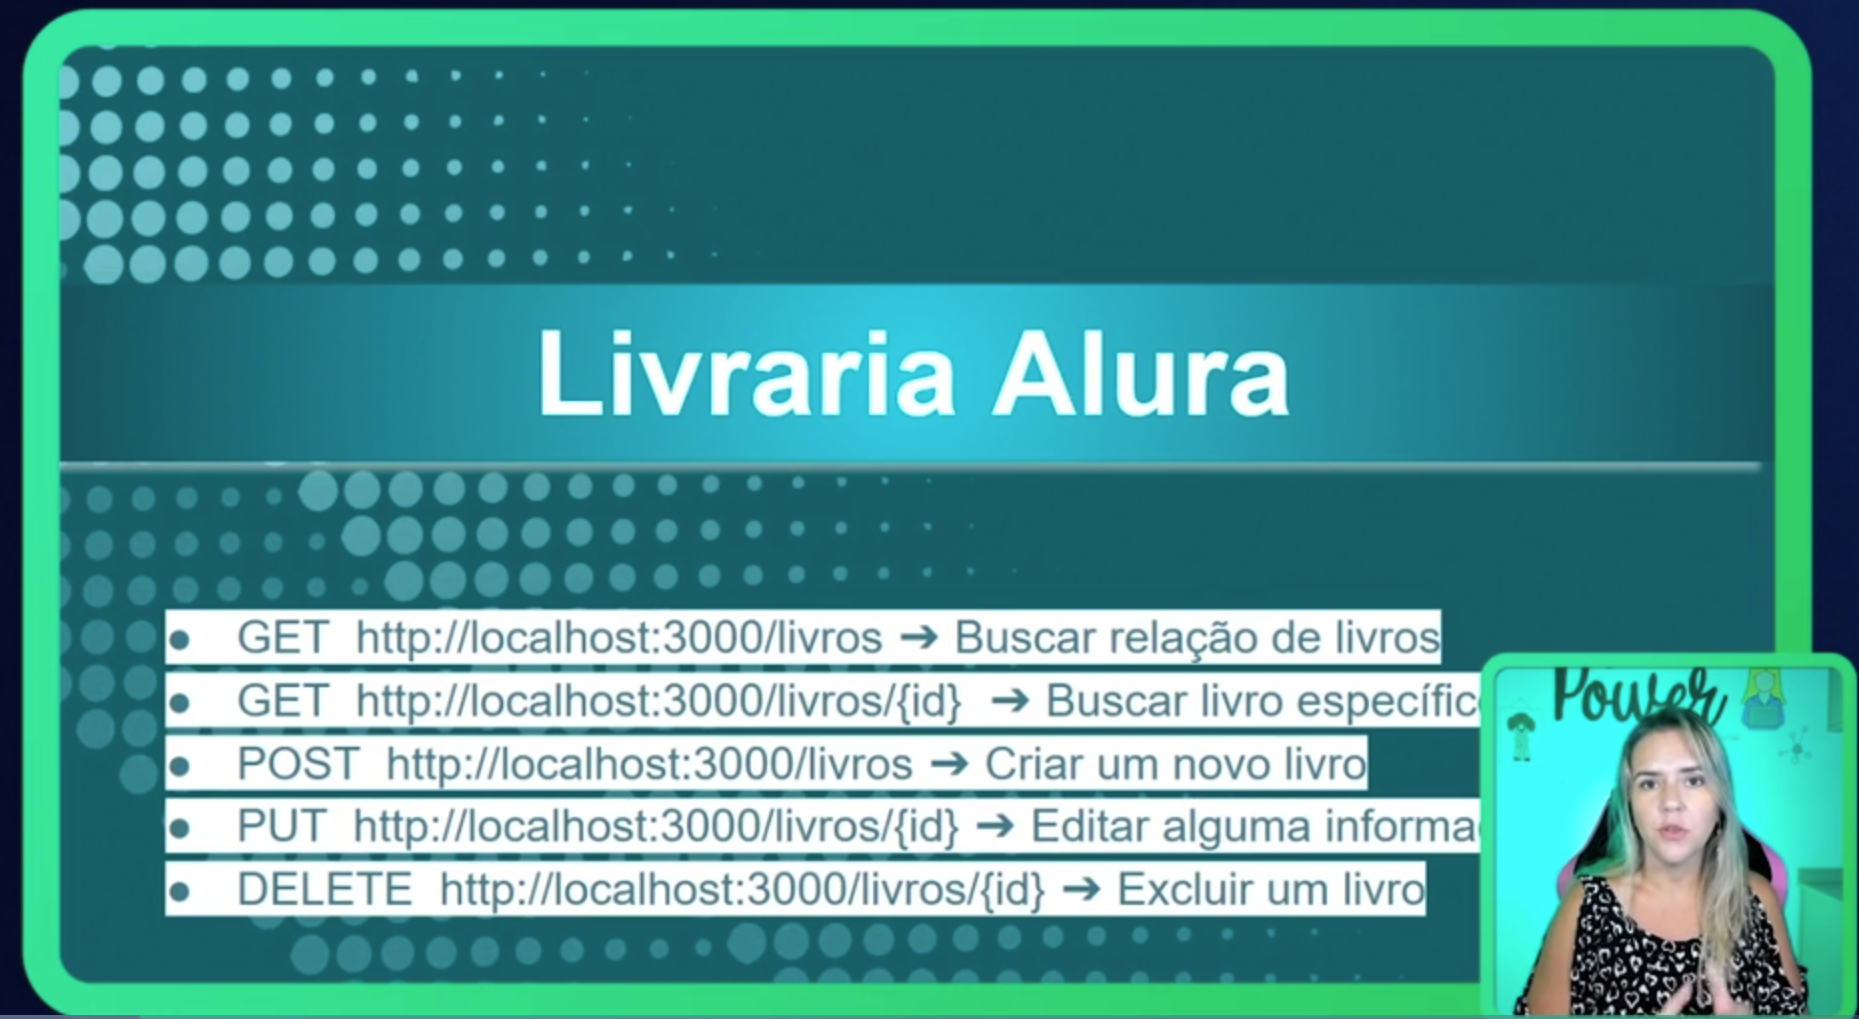 Livraria Alura
● GET http://localhost:3000/livros ➔ Buscar relação de livros
● GET http://localhost:3000/livros/{id} ➔ Buscar livro específic
● POST http://localhost:3000/livros ➔ Criar um novo livro
● PUT http://localhost:3000/livros/{id} ➔ Editar alguma informa
● DELETE http://localhost:3000/livros/{id} ➔ Excluir um livro
Power